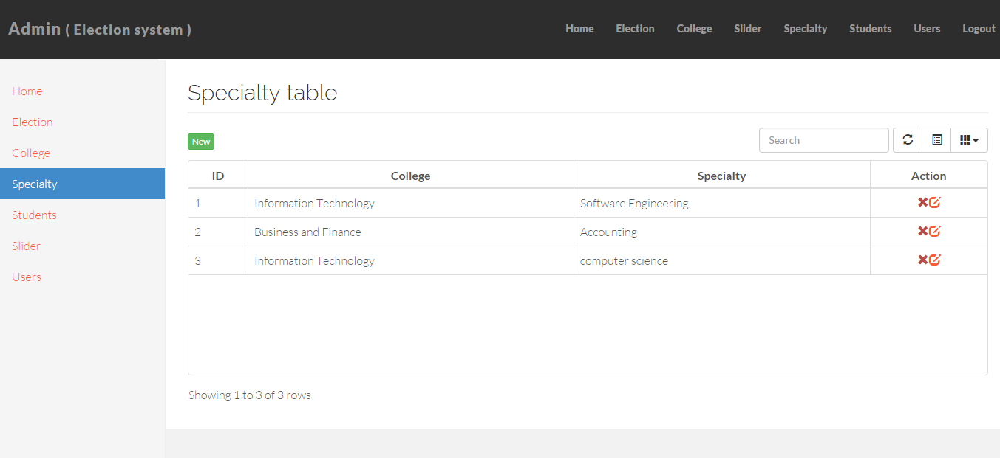 Admin ( Election system )
Home Election College Slider Specialty Students Users Logout
Home
Election
College
Specialty
Students
Slider
Users
Specialty table
New
Search
ID College Specialty Action
1 Information Technology Software Engineering
2 Business and Finance Accounting
3 Information Technology computer science
Showing 1 to 3 of 3 rows